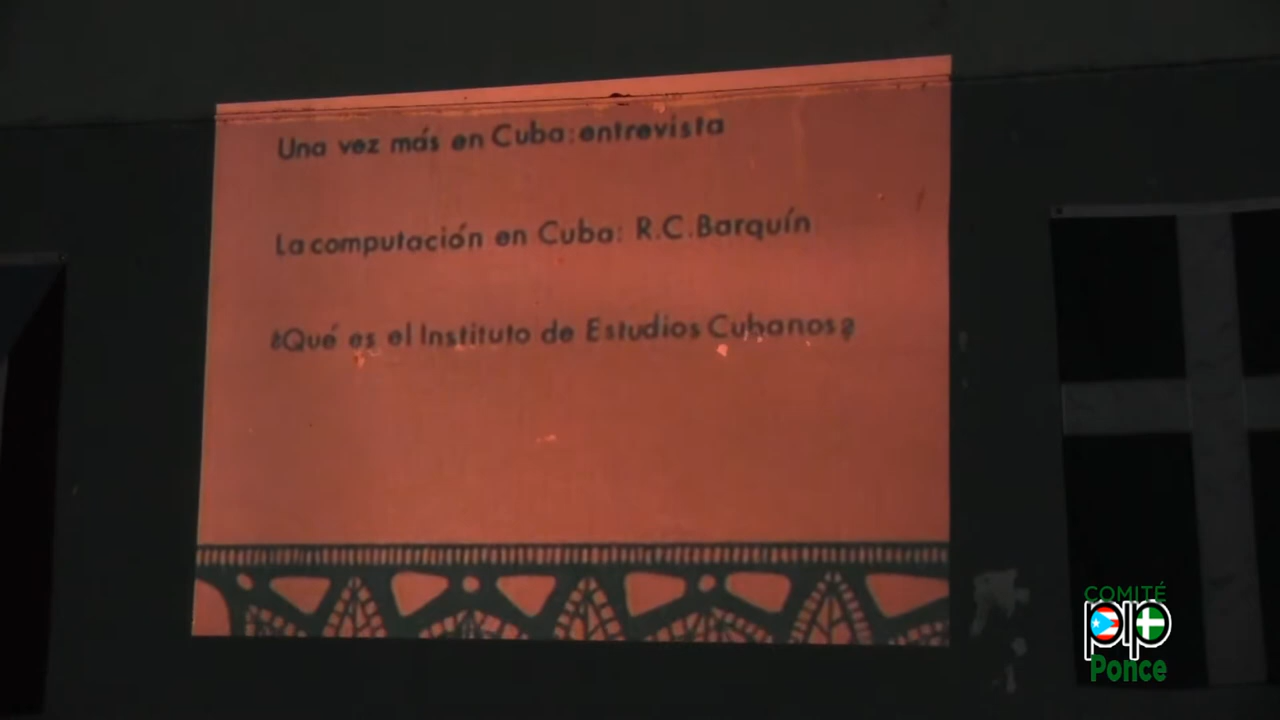 Una vez más en Cuba: entrevista
La computación en Cuba: R.C.Barquín
¿Qué es el Instituto de Estudios Cubanos?
COMITÉ
pip
Ponce